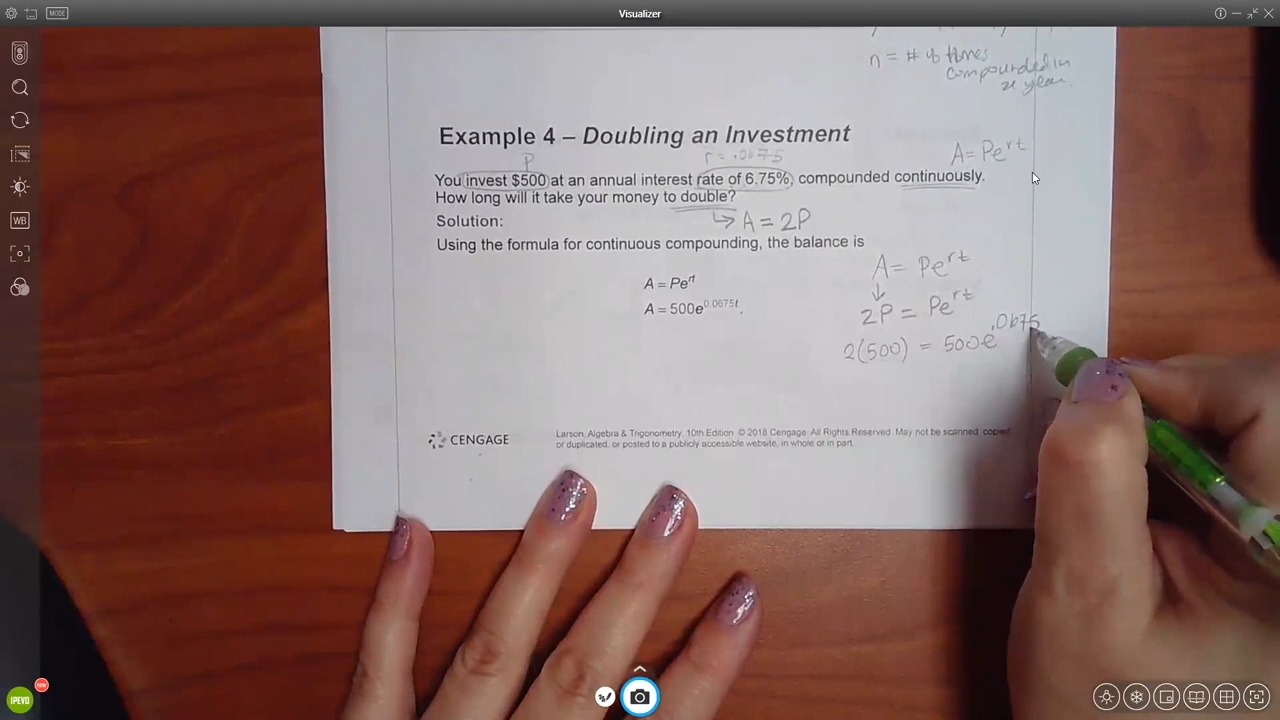 MODE
Visualizer
n = # of times
compounded in
a year.
Example 4 – Doubling an Investment
A = Pe^rt
P
r = .0675
You invest $500 at an annual interest rate of 6.75%, compounded continuously.
How long will it take your money to double?
Solution:
↳ A = 2P
Using the formula for continuous compounding, the balance is
A = Pe^rt
A = 500e^0.0675t.
A = Pe^rt
↓
2P = Pe^rt
2(500) = 500e^.0675
CENGAGE
Larson, Algebra & Trigonometry, 10th Edition. © 2018 Cengage. All Rights Reserved. May not be scanned, copied
or duplicated, or posted to a publicly accessible website, in whole or in part.
WB
IPEVO